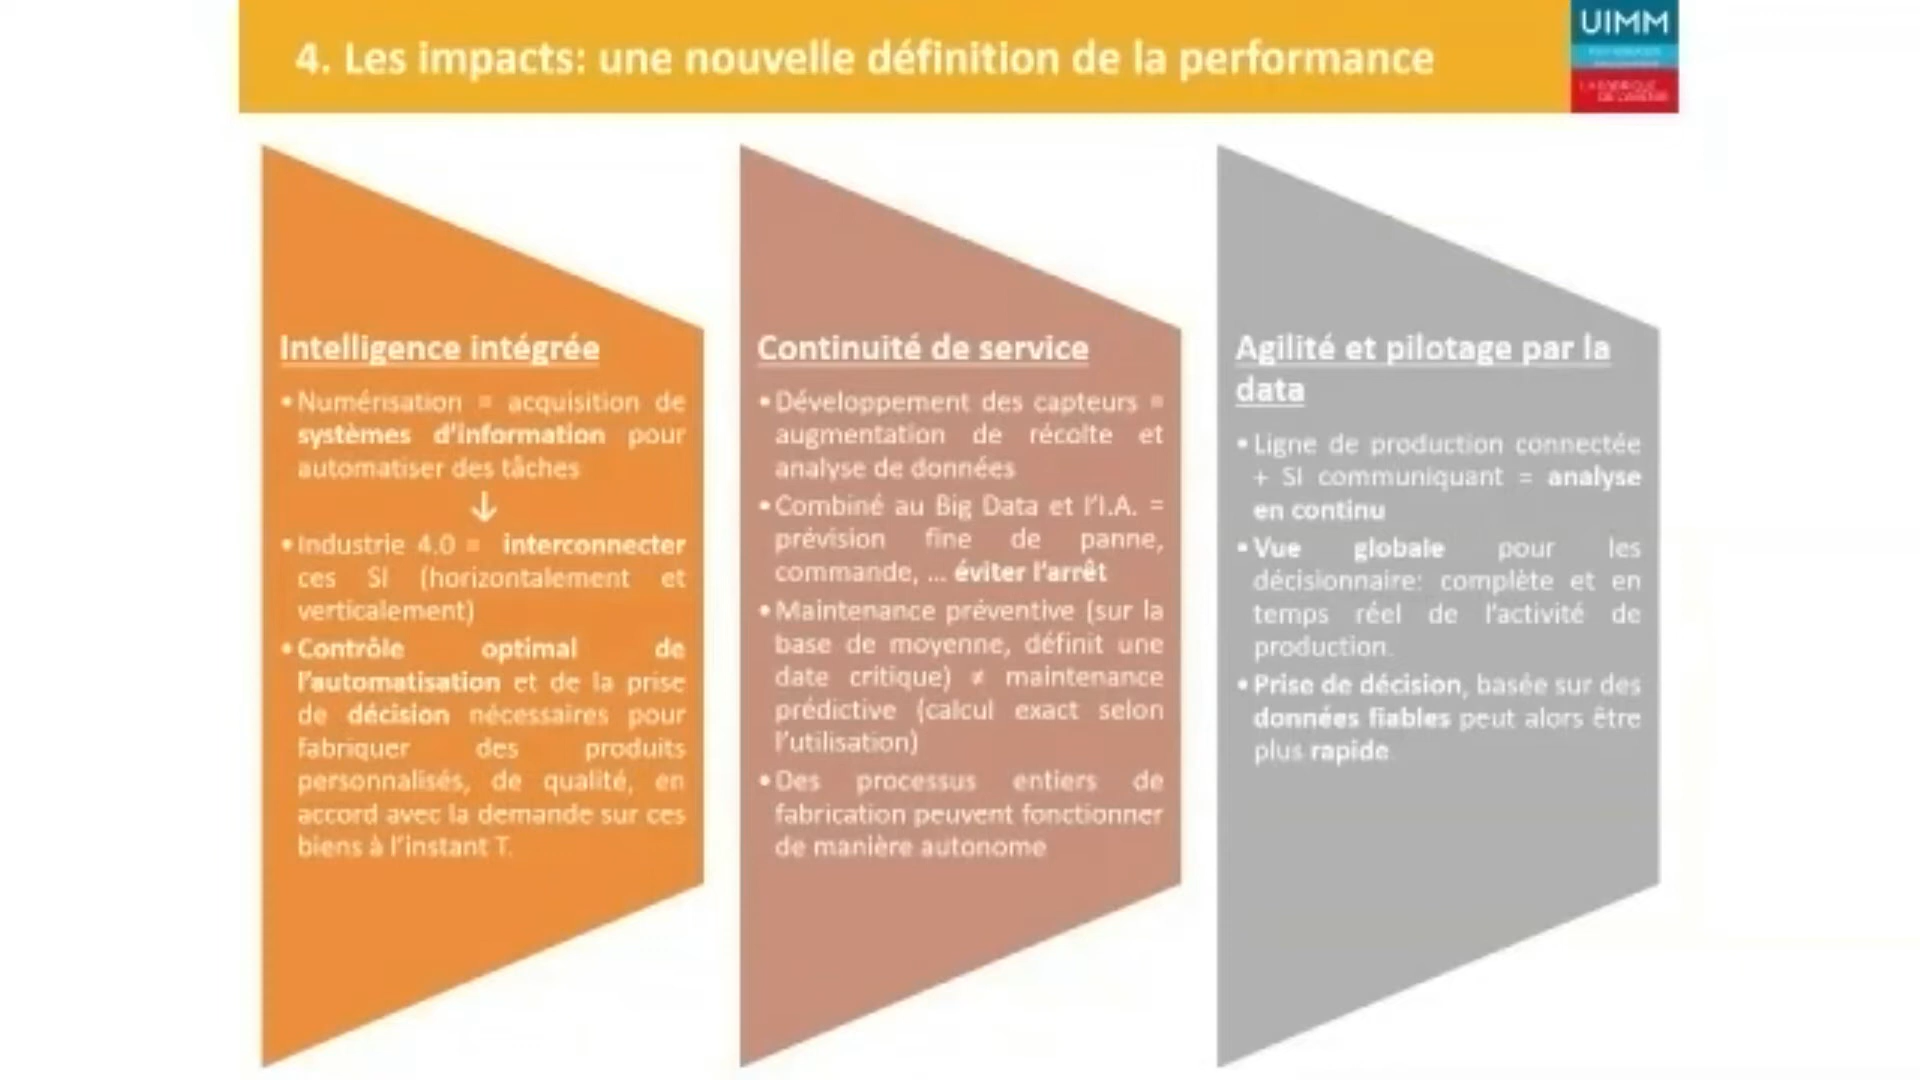 4. Les impacts: une nouvelle définition de la performance
UIMM
Intelligence intégrée
•Numérisation = acquisition de
systèmes d'information pour
automatiser des tâches
↓
•Industrie 4.0 = interconnecter
ces SI (horizontalement et
verticalement)
•Contrôle optimal de
l'automatisation et de la prise
de décision nécessaires pour
fabriquer des produits
personnalisés, de qualité, en
accord avec la demande sur ces
biens à l'instant T.
Continuité de service
•Développement des capteurs =
augmentation de récolte et
analyse de données
•Combiné au Big Data et l'I.A. =
prévision fine de panne,
commande, ... éviter l'arrêt
•Maintenance préventive (sur la
base de moyenne, définit une
date critique) ≠ maintenance
prédictive (calcul exact selon
l'utilisation)
•Des processus entiers de
fabrication peuvent fonctionner
de manière autonome
Agilité et pilotage par la
data
•Ligne de production connectée
+ SI communiquant = analyse
en continu
•Vue globale pour les
décisionnaire: complète et en
temps réel de l'activité de
production.
•Prise de décision, basée sur des
données fiables peut alors être
plus rapide